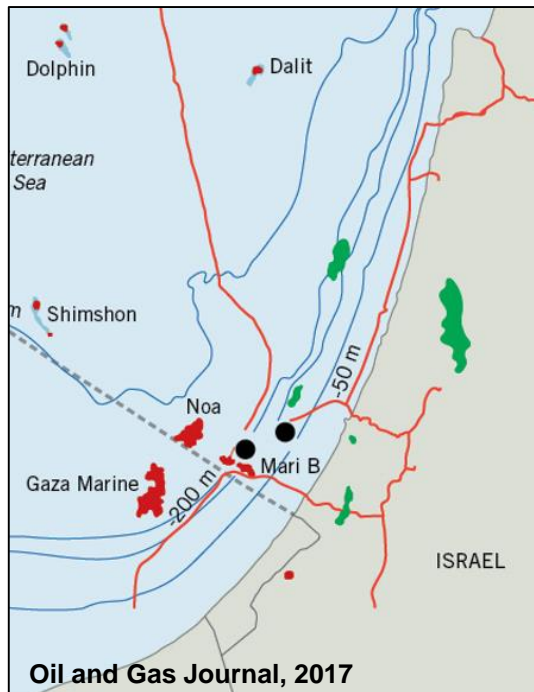 Dolphin
Dalit
terranean
Sea
m
Shimshon
-50 m
Noa
Mari B
Gaza Marine
-200 m
ISRAEL
Oil and Gas Journal, 2017